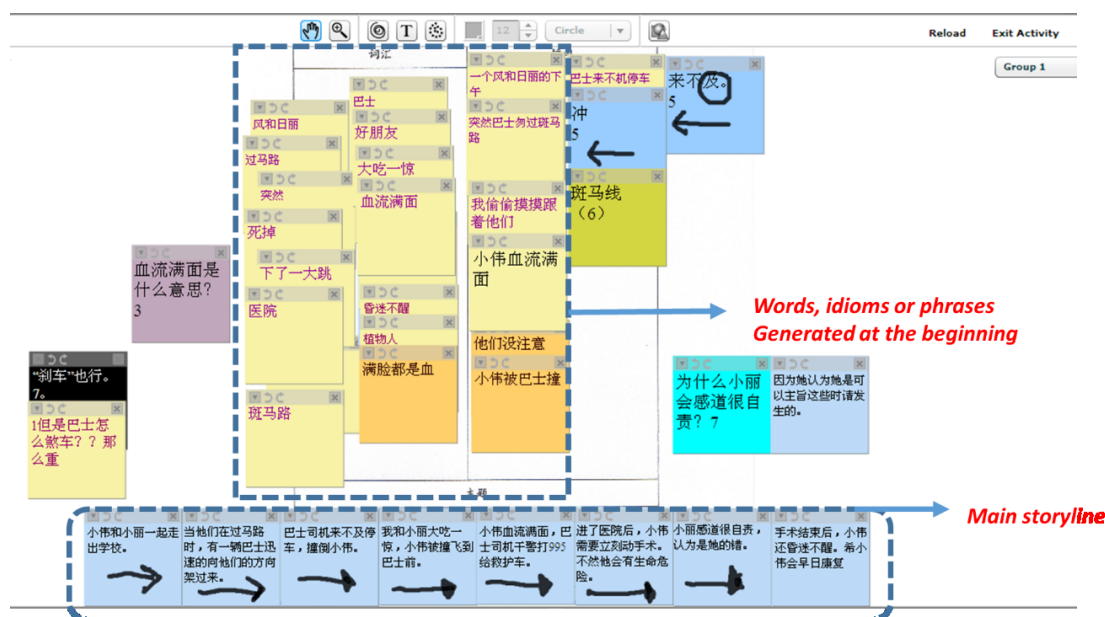 12
Circle
Reload
Exit Activity
Group 1
词汇
风和日丽
过马路
突然
死掉
下了一大跳
医院
斑马路
巴士
好朋友
大吃一惊
血流满面
昏迷不醒
植物人
满脸都是血
一个风和日丽的下
午
突然巴士勿过斑马
路
我偷偷摸摸跟
着他们
小伟血流满
面
他们没注意
小伟被巴士撞
巴士来不机停车
冲
5
斑马线
（6）
来不及。
5
血流满面是
什么意思？
3
“刹车”也行。
7。
1但是巴士怎
么煞车？？那
么重
Words, idioms or phrases
Generated at the beginning
为什么小丽
会感道很自
责？7
因为她认为她是可
以主旨这些时请发
生的。
主题
小伟和小丽一起走
出学校。
当他们在过马路
时，有一辆巴士迅
速的向他们的方向
架过来。
巴士司机来不及停
车，撞倒小伟。
我和小丽大吃一
惊，小伟被撞飞到
巴士前。
小伟血流满面，巴
士司机干警打995
给救护车。
进了医院后，小伟
需要立刻动手术。
不然他会有生命危
险。
小丽感道很自责，
认为是她的错。
手术结束后，小伟
还昏迷不醒。希小
伟会早日康复
Main storyline